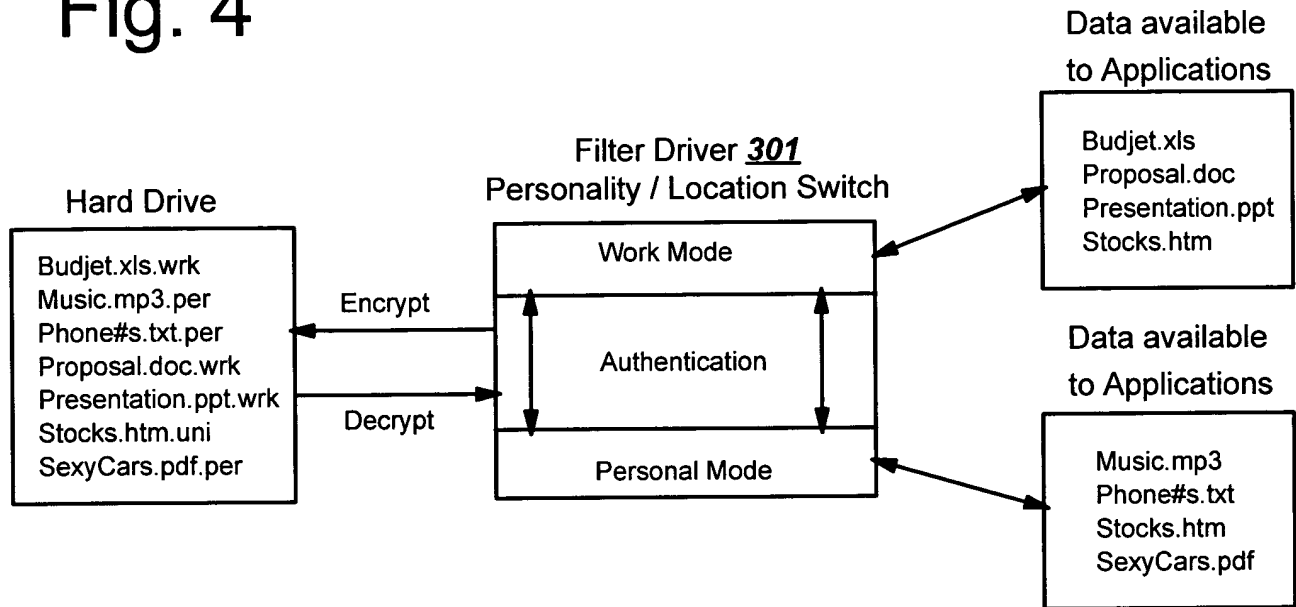 Fig. 4
Data available
to Applications
Budjet.xls
Proposal.doc
Presentation.ppt
Stocks.htm
Filter Driver 301
Personality / Location Switch
Work Mode
Authentication
Personal Mode
Hard Drive
Budjet.xls.wrk
Music.mp3.per
Phone#s.txt.per
Proposal.doc.wrk
Presentation.ppt.wrk
Stocks.htm.uni
SexyCars.pdf.per
Encrypt
Decrypt
Data available
to Applications
Music.mp3
Phone#s.txt
Stocks.htm
SexyCars.pdf